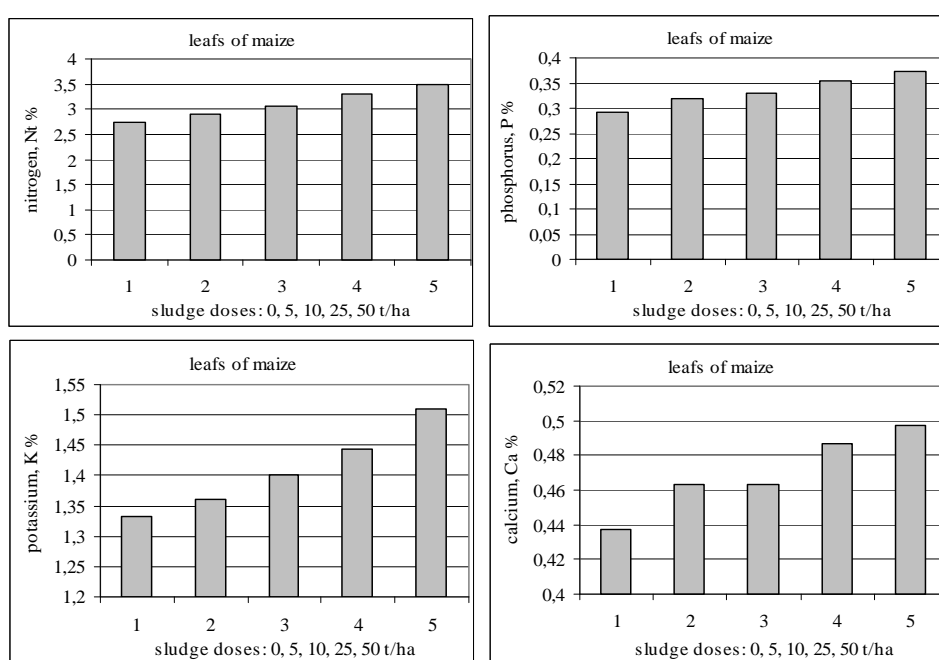 leafs of maize
nitrogen, Nt %
4
3,5
3
2,5
2
1,5
1
0,5
0
1 2 3 4 5
sludge doses: 0, 5, 10, 25, 50 t/ha
leafs of maize
phosphorus, P %
0,4
0,35
0,3
0,25
0,2
0,15
0,1
0,05
0
1 2 3 4 5
sludge doses: 0, 5, 10, 25, 50 t/ha
leafs of maize
potassium, K %
1,55
1,5
1,45
1,4
1,35
1,3
1,25
1,2
1 2 3 4 5
sludge doses: 0, 5, 10, 25, 50 t/ha
leafs of maize
calcium, Ca %
0,52
0,5
0,48
0,46
0,44
0,42
0,4
1 2 3 4 5
sludge doses: 0, 5, 10, 25, 50 t/ha